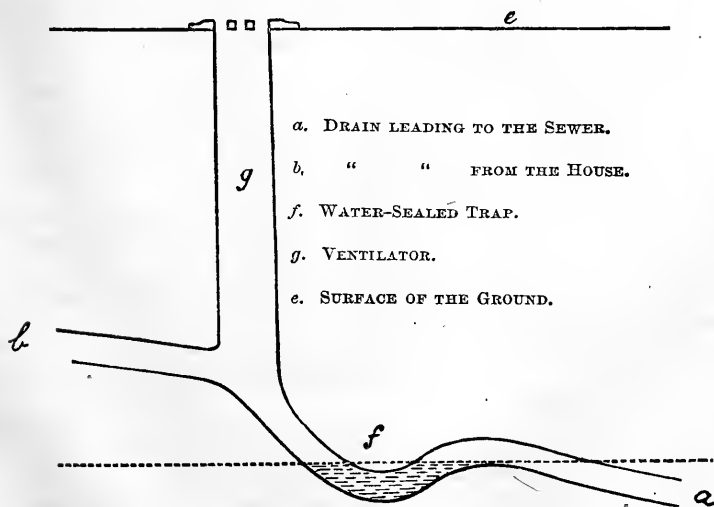 e
a. DRAIN LEADING TO THE SEWER.
g
b. “ “ FROM THE HOUSE.
f. WATER-SEALED TRAP.
g. VENTILATOR.
e. SURFACE OF THE GROUND.
b
f
a